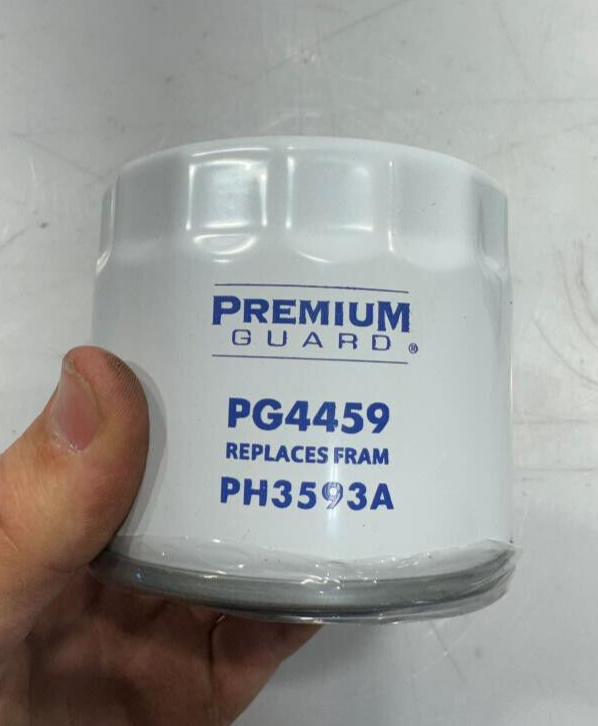 PREMIUM
GUARD®
PG4459
REPLACES FRAM
PH3593A